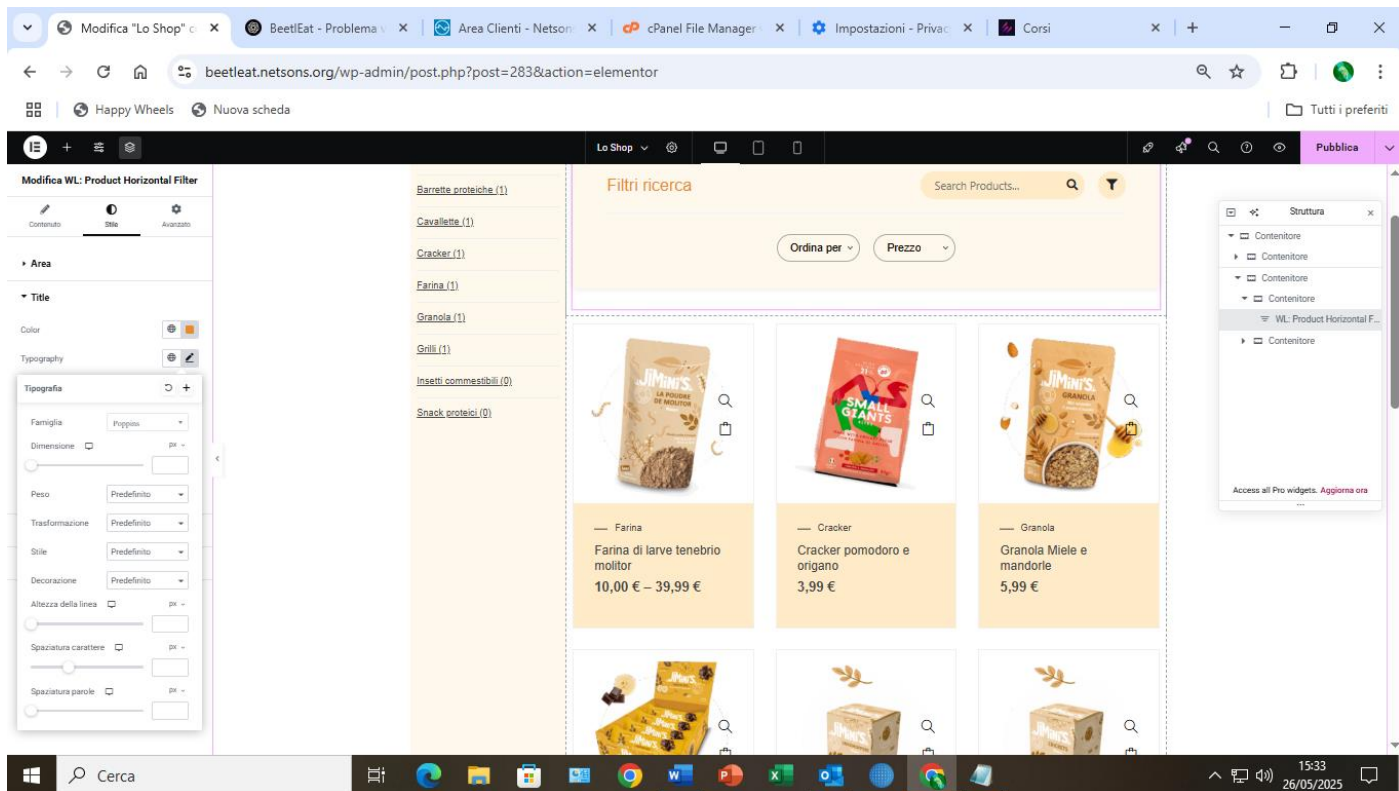 Modifica "Lo Shop" c
BeetlEat - Problema v
Area Clienti - Netson
cPanel File Manager v
Impostazioni - Privac
Corsi
beetleat.netsons.org/wp-admin/post.php?post=283&action=elementor
Happy Wheels
Nuova scheda
Tutti i preferiti
Lo Shop
Pubblica
Modifica WL: Product Horizontal Filter
Contenuto
Stile
Avanzato
Area
Title
Color
Typography
Tipografia
Famiglia
Poppins
Dimensione
px
Peso
Predefinito
Trasformazione
Predefinito
Stile
Predefinito
Decorazione
Predefinito
Altezza della linea
px
Spaziatura carattere
px
Spaziatura parole
px
Barrette proteiche (1)
Cavallette (1)
Cracker (1)
Farina (1)
Granola (1)
Grilli (1)
Insetti commestibili (0)
Snack proteici (0)
Filtri ricerca
Search Products...
Ordina per
Prezzo
JIMINI'S
LA POUDRE
DE MOLITOR
SMALL
GIANTS
JIMINI'S
GRANOLA
— Farina
Farina di larve tenebrio
molitor
10,00 € – 39,99 €
— Cracker
Cracker pomodoro e
origano
3,99 €
— Granola
Granola Miele e
mandorle
5,99 €
JIMINI'S
JIMINI'S
JIMINI'S
Struttura
Contenitore
Contenitore
Contenitore
Contenitore
WL: Product Horizontal F...
Contenitore
Access all Pro widgets. Aggiorna ora
Cerca
15:33
26/05/2025